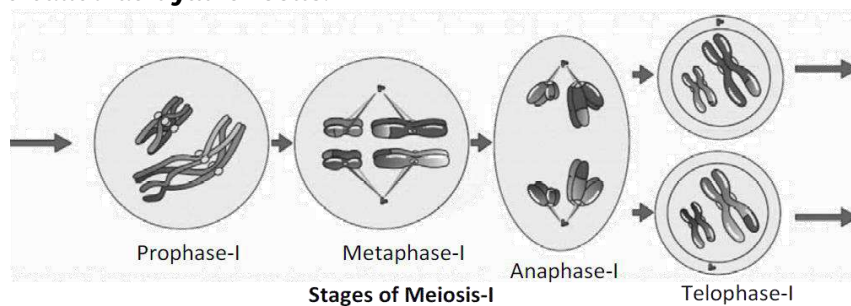 Prophase-I
Metaphase-I
Anaphase-I
Telophase-I
Stages of Meiosis-I